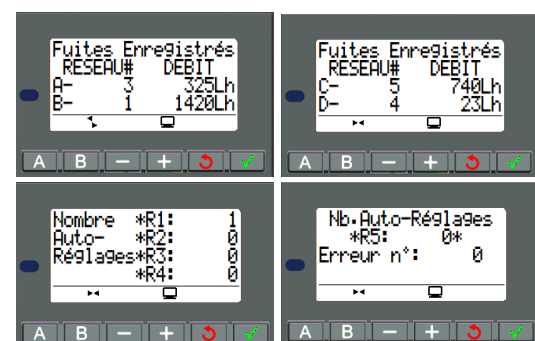 Fuites Enregistrés
RESEAU# DEBIT
A- 3 325Lh
B- 1 1420Lh
A B − +
Fuites Enregistrés
RESEAU# DEBIT
C- 5 740Lh
D- 4 23Lh
A B − +
Nombre *R1: 1
Auto- *R2: 0
Réglages*R3: 0
*R4: 0
A B − +
Nb.Auto-Réglages
*R5: 0*
Erreur n°: 0
A B − +